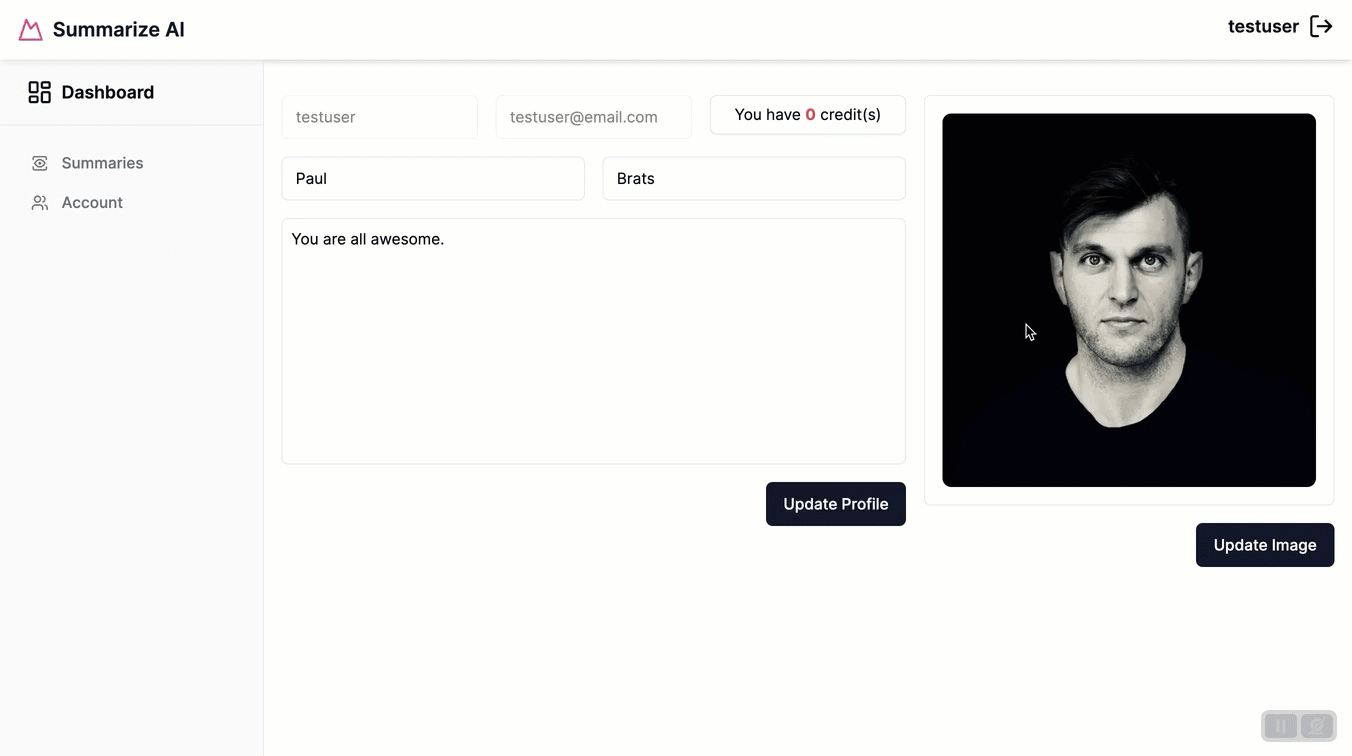 Summarize AI
testuser
Dashboard
Summaries
Account
testuser
testuser@email.com
You have 0 credit(s)
Paul
Brats
You are all awesome.
Update Profile
Update Image